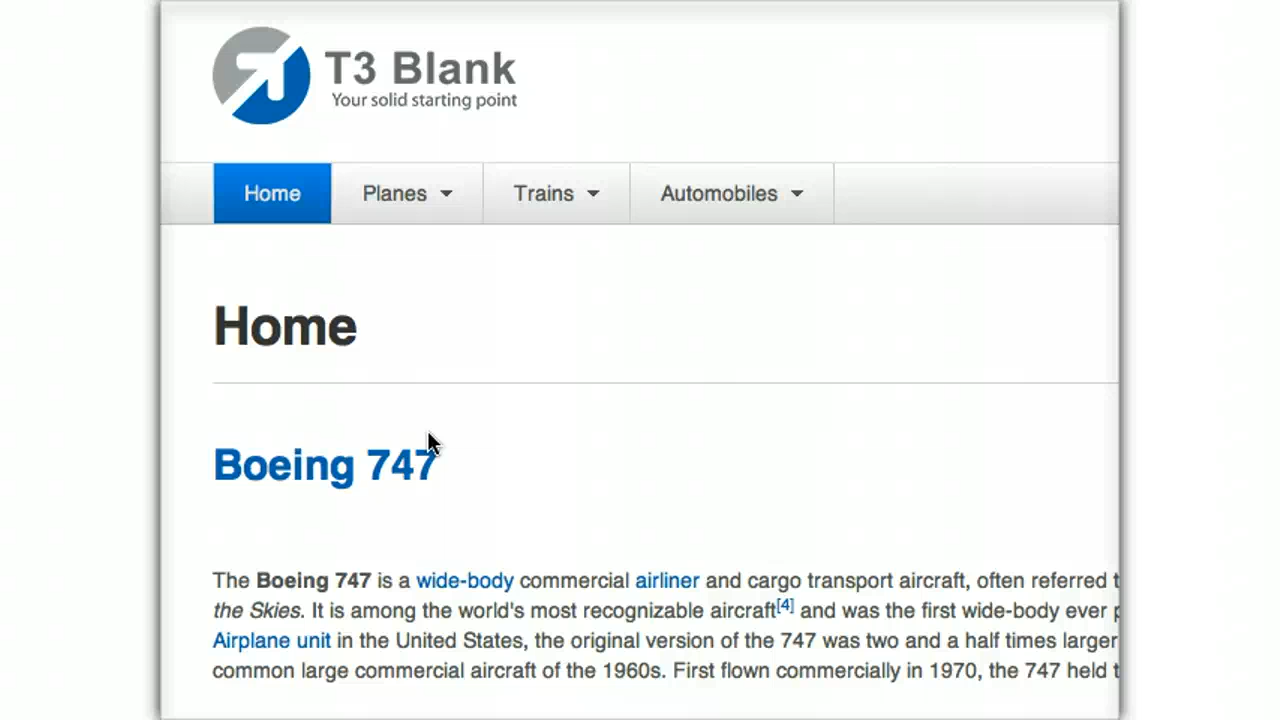 T3 Blank
Your solid starting point
Home
Planes
Trains
Automobiles
Home
Boeing 747
The Boeing 747 is a wide-body commercial airliner and cargo transport aircraft, often referred
the Skies. It is among the world's most recognizable aircraft[4] and was the first wide-body ever
Airplane unit in the United States, the original version of the 747 was two and a half times larger
common large commercial aircraft of the 1960s. First flown commercially in 1970, the 747 held